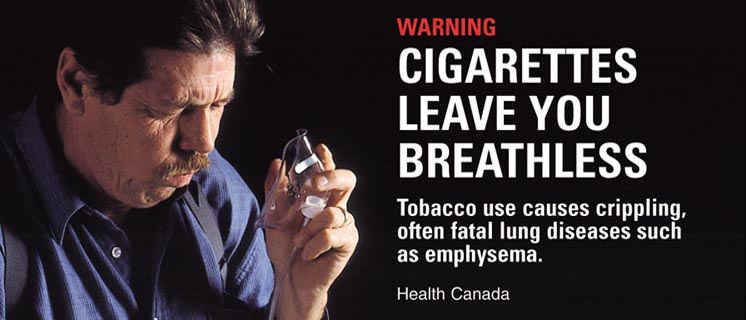 WARNING
CIGARETTES
LEAVE YOU
BREATHLESS
Tobacco use causes crippling,
often fatal lung diseases such
as emphysema.
Health Canada